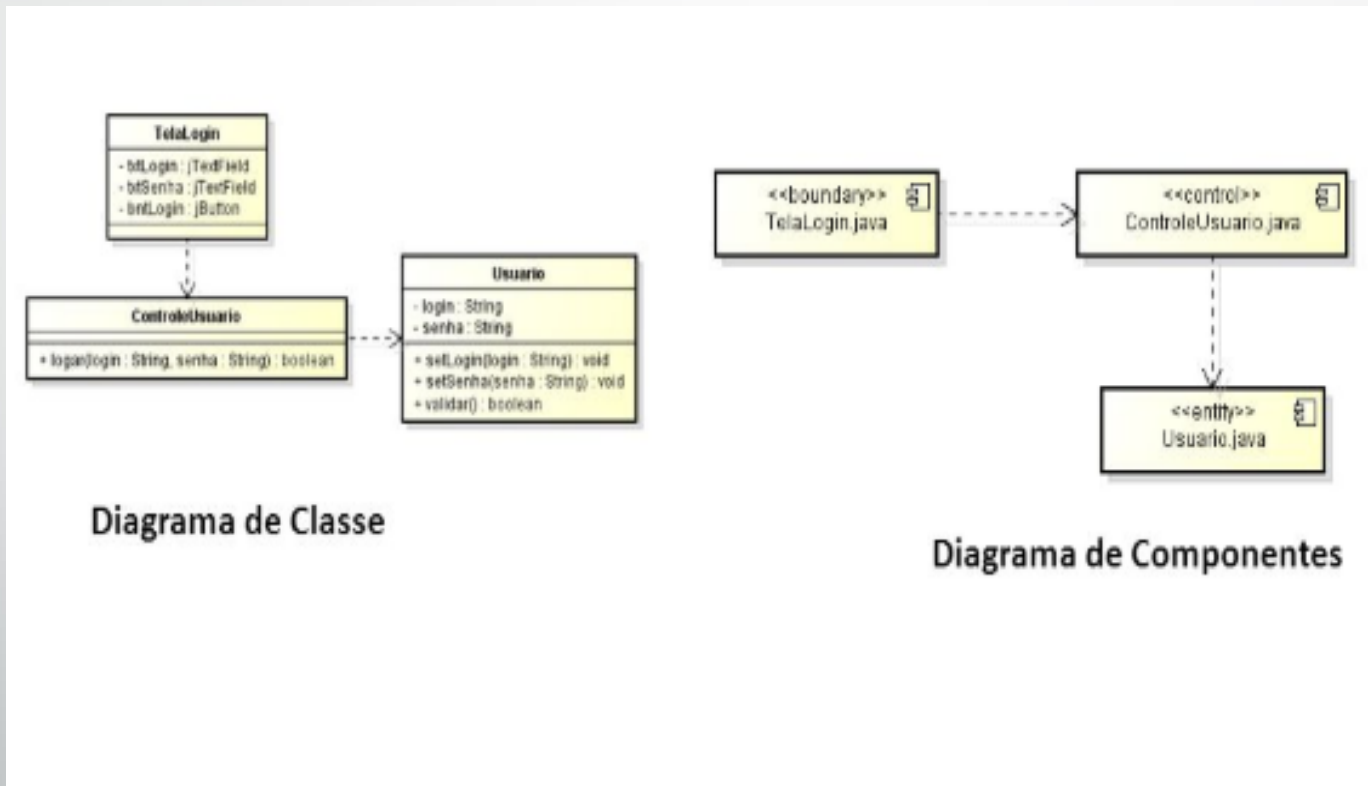 TelaLogin
- txtLogin : jTextField
- txtSenha : jTextField
- bntLogin : jButton
ControleUsuario
+ logar(login : String, senha : String) : boolean
Usuario
- login : String
- senha : String
+ setLogin(login : String) : void
+ setSenha(senha : String) : void
+ validar() : boolean
Diagrama de Classe
<<boundary>>
TelaLogin.java
<<control>>
ControleUsuario.java
<<entity>>
Usuario.java
Diagrama de Componentes